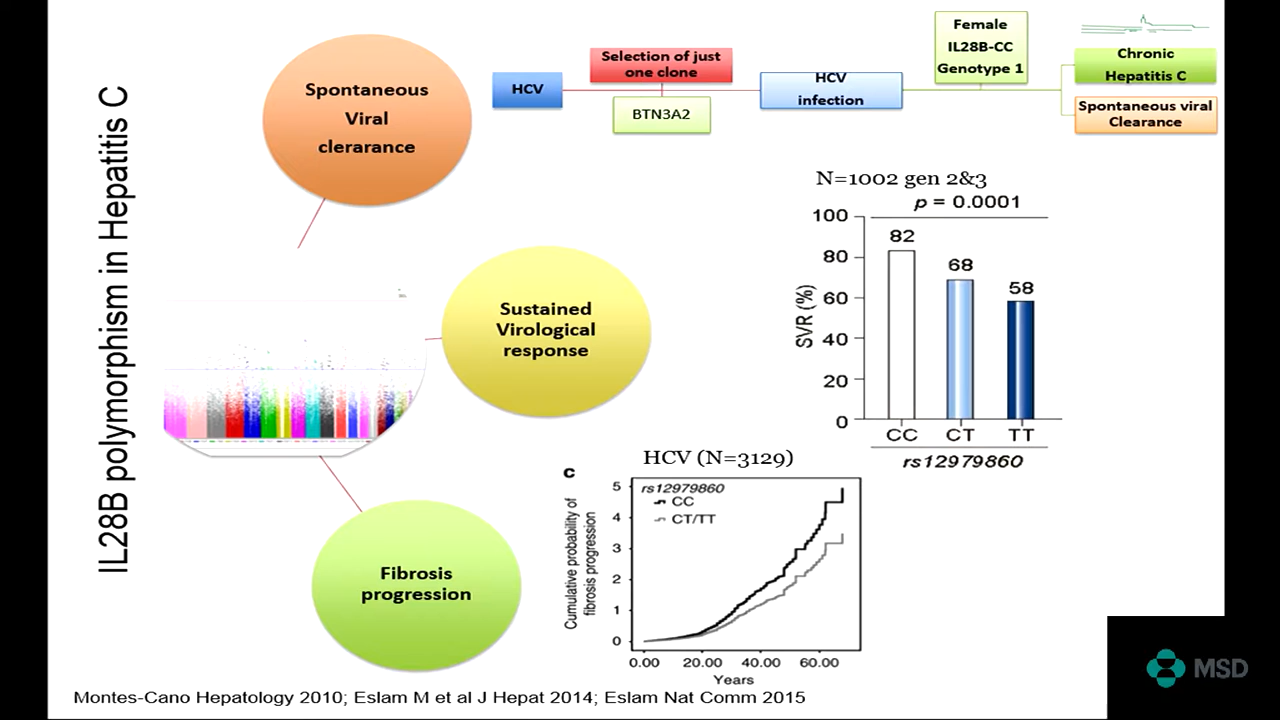 IL28B polymorphism in Hepatitis C
Spontaneous
Viral
clerarance
HCV
Selection of just
one clone
BTN3A2
HCV
infection
Female
IL28B-CC
Genotype 1
Chronic
Hepatitis C
Spontaneous viral
Clearance
Sustained
Virological
response
N=1002 gen 2&3
p = 0.0001
SVR (%)
100
80
60
40
20
0
82
68
58
CC CT TT
rs12979860
Fibrosis
progression
HCV (N=3129)
C
Cumulative probability of
fibrosis progression
rs12979860
CC
CT/TT
5
4
3
2
1
0
0.00 20.00 40.00 60.00
Years
Montes-Cano Hepatology 2010; Eslam M et al J Hepat 2014; Eslam Nat Comm 2015
MSD